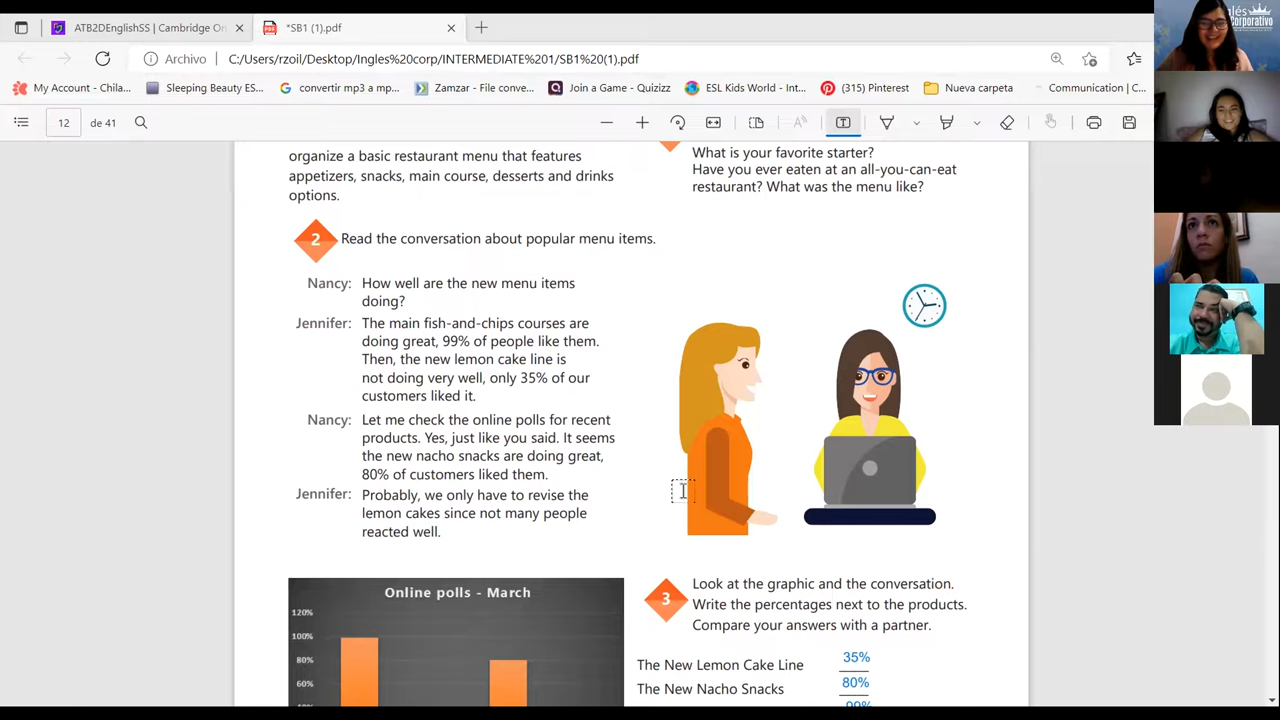 ATB2DEnglishSS | Cambridge On
*SB1 (1).pdf
Archivo
C:/Users/rzoil/Desktop/Ingles%20corp/INTERMEDIATE%201/SB1%20(1).pdf
My Account - Chila...
Sleeping Beauty ES...
convertir mp3 a mp...
Zamzar - File conve...
Join a Game - Quizizz
ESL Kids World - Int...
(315) Pinterest
Nueva carpeta
Communication | C...
12
de 41
organize a basic restaurant menu that features
appetizers, snacks, main course, desserts and drinks
options.
What is your favorite starter?
Have you ever eaten at an all-you-can-eat
restaurant? What was the menu like?
2
Read the conversation about popular menu items.
Nancy: How well are the new menu items
doing?
Jennifer: The main fish-and-chips courses are
doing great, 99% of people like them.
Then, the new lemon cake line is
not doing very well, only 35% of our
customers liked it.
Nancy: Let me check the online polls for recent
products. Yes, just like you said. It seems
the new nacho snacks are doing great,
80% of customers liked them.
Jennifer: Probably, we only have to revise the
lemon cakes since not many people
reacted well.
Online polls - March
120%
100%
80%
60%
3
Look at the graphic and the conversation.
Write the percentages next to the products.
Compare your answers with a partner.
The New Lemon Cake Line 35%
The New Nacho Snacks 80%
99%
Corporativo